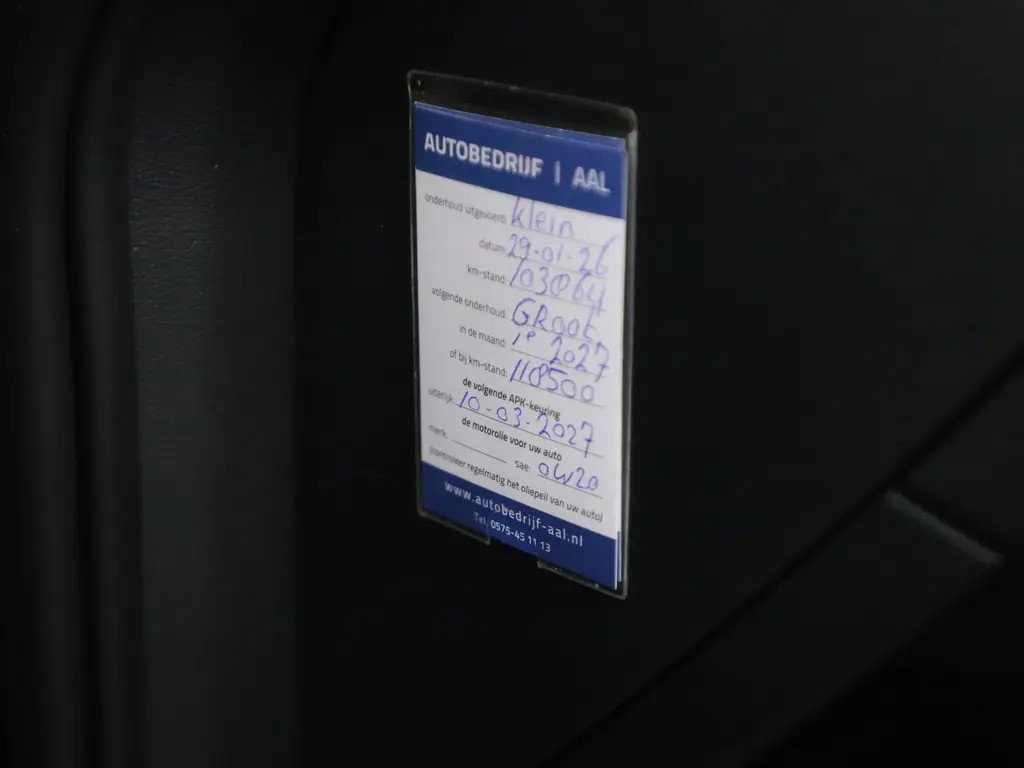 AUTOBEDRIJF | AAL
onderhoud uitgevoerd: Klein
datum: 29-01-26
km-stand: 103064
volgende onderhoud: GRoot
in de maand: 1e 2027
of bij km-stand: 118500
de volgende APK-keuring
uiterlijk: 10-03-2027
de motorolie voor uw auto
merk: sae: 0W20
(controleer regelmatig het oliepeil van uw auto)
www.autobedrijf-aal.nl
Tel. 0575-45 11 13